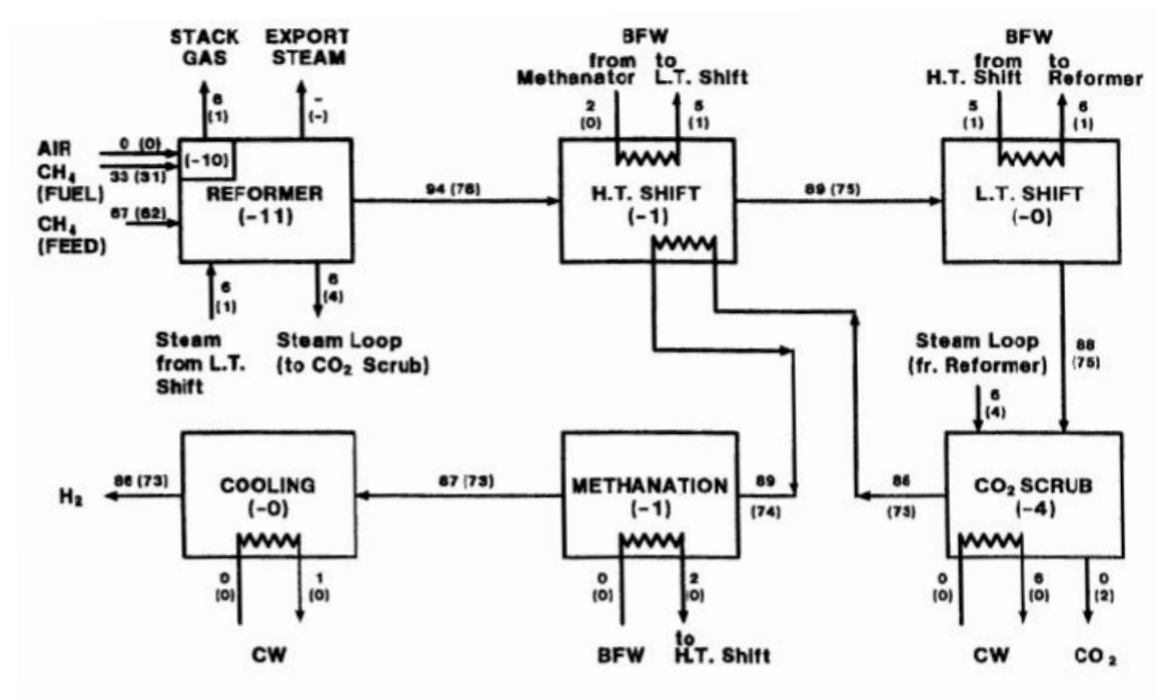 STACK GAS
EXPORT STEAM
6
(1)
–
(–)
AIR
0 (0)
CH₄
(FUEL)
33 (31)
CH₄
(FEED)
67 (62)
(-10)
REFORMER
(-11)
6
(1)
Steam
from L.T.
Shift
6
(4)
Steam Loop
(to CO₂ Scrub)
94 (76)
BFW
from
Methanator
to
L.T. Shift
2
(0)
5
(1)
H.T. SHIFT
(-1)
89 (75)
BFW
from
H.T. Shift
to
Reformer
5
(1)
6
(1)
L.T. SHIFT
(-0)
88
(75)
Steam Loop
(fr. Reformer)
6
(4)
CO₂ SCRUB
(-4)
0
(0)
6
(0)
CW
0
(2)
CO₂
86
(73)
89
(74)
METHANATION
(-1)
0
(0)
2
(0)
BFW
to
H.T. Shift
87 (73)
COOLING
(-0)
0
(0)
1
(0)
CW
86 (73)
H₂